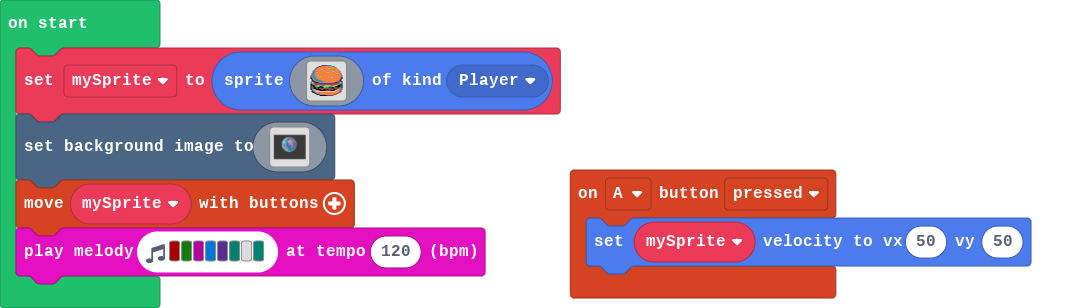 on start
set mySprite to sprite of kind Player
set background image to
move mySprite with buttons
play melody at tempo 120 (bpm)
on A button pressed
set mySprite velocity to vx 50 vy 50